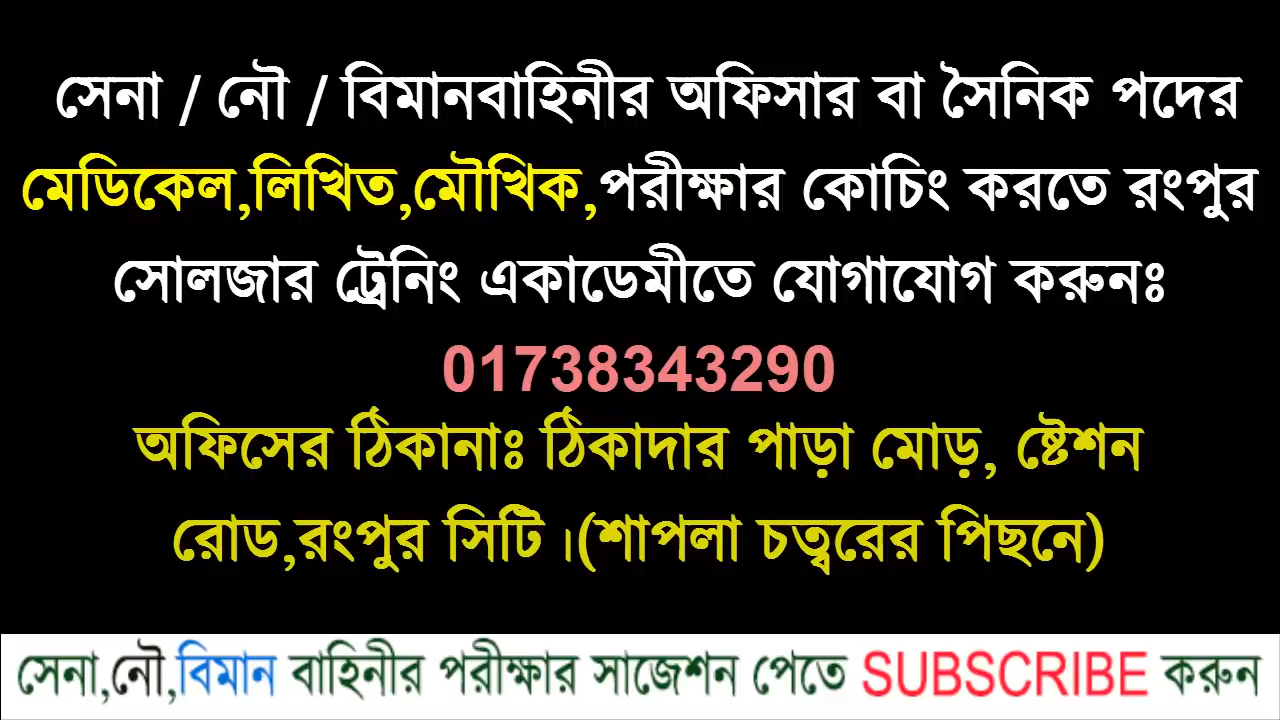 সেনা / নৌ / বিমানবাহিনীর অফিসার বা সৈনিক পদের
মেডিকেল,লিখিত,মৌখিক,পরীক্ষার কোচিং করতে রংপুর
সোলজার ট্রেনিং একাডেমীতে যোগাযোগ করুনঃ
01738343290
অফিসের ঠিকানাঃ ঠিকাদার পাড়া মোড়, ষ্টেশন
রোড,রংপুর সিটি।(শাপলা চত্বরের পিছনে)
সেনা,নৌ,বিমান বাহিনীর পরীক্ষার সাজেশন পেতে SUBSCRIBE করুন